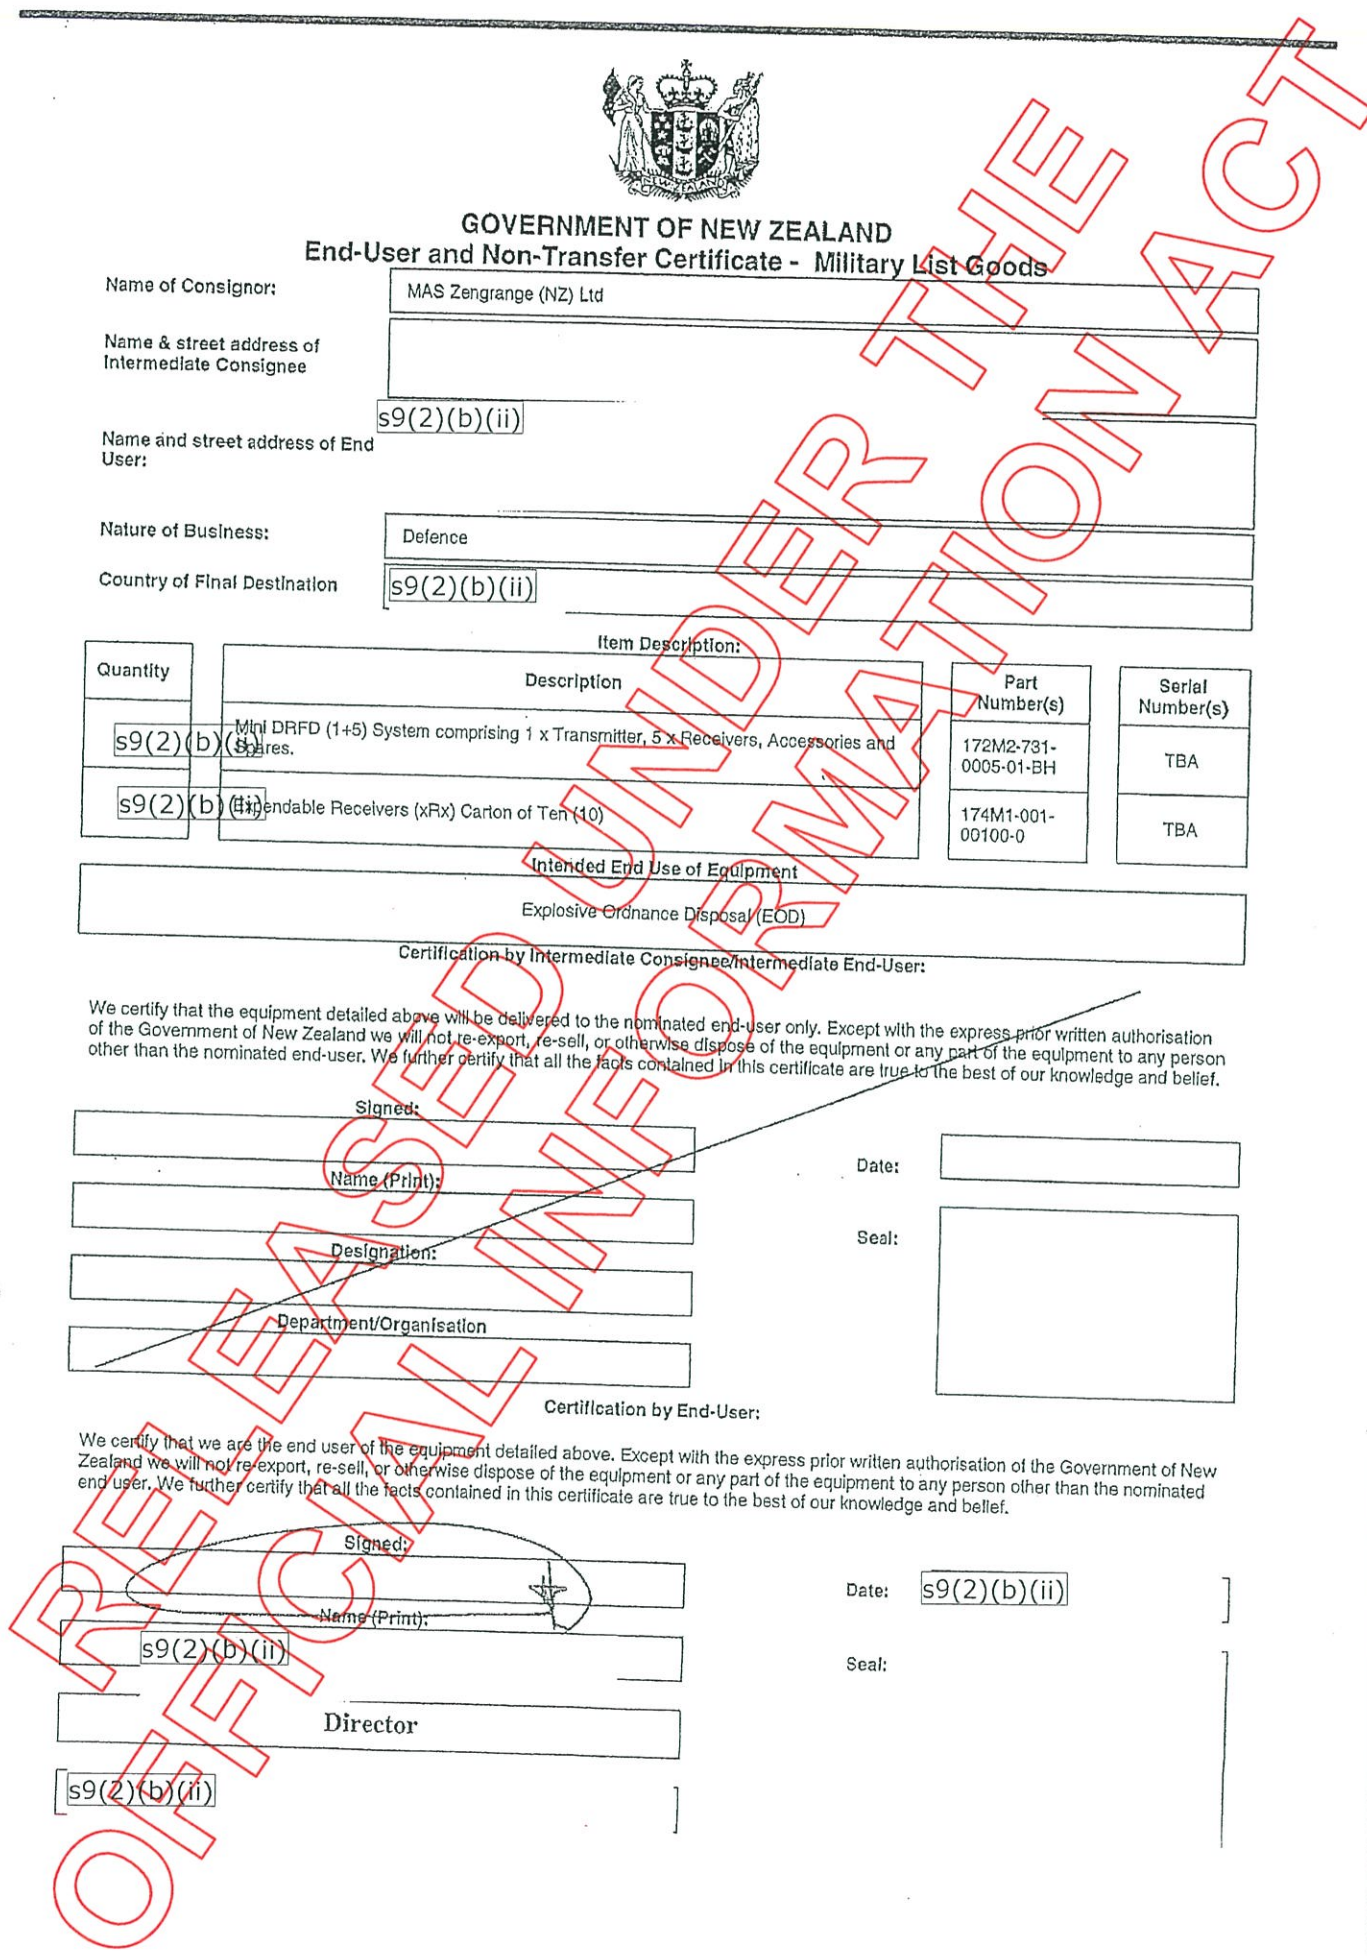 NEW ZEALAND
GOVERNMENT OF NEW ZEALAND
End-User and Non-Transfer Certificate - Military List Goods
Name of Consignor:
MAS Zengrange (NZ) Ltd
Name & street address of
Intermediate Consignee
s9(2)(b)(ii)
Name and street address of End
User:
Nature of Business:
Defence
Country of Final Destination
s9(2)(b)(ii)
Item Description:
Quantity
Description
Part
Number(s)
Serial
Number(s)
s9(2)(b)(ii)
Mini DRFD (1+5) System comprising 1 x Transmitter, 5 x Receivers, Accessories and
Spares.
172M2-731-
0005-01-BH
TBA
s9(2)(b)(ii)
Expendable Receivers (xRx) Carton of Ten (10)
174M1-001-
00100-0
TBA
Intended End Use of Equipment
Explosive Ordnance Disposal (EOD)
Certification by Intermediate Consignee/Intermediate End-User:
We certify that the equipment detailed above will be delivered to the nominated end-user only. Except with the express prior written authorisation
of the Government of New Zealand we will not re-export, re-sell, or otherwise dispose of the equipment or any part of the equipment to any person
other than the nominated end-user. We further certify that all the facts contained in this certificate are true to the best of our knowledge and belief.
Signed:
Date:
Name (Print):
Seal:
Designation:
Department/Organisation
Certification by End-User:
We certify that we are the end user of the equipment detailed above. Except with the express prior written authorisation of the Government of New
Zealand we will not re-export, re-sell, or otherwise dispose of the equipment or any part of the equipment to any person other than the nominated
end user. We further certify that all the facts contained in this certificate are true to the best of our knowledge and belief.
Signed:
Date:
s9(2)(b)(ii)
Name (Print):
s9(2)(b)(ii)
Seal:
Director
s9(2)(b)(ii)
RELEASED UNDER THE
OFFICIAL INFORMATION ACT